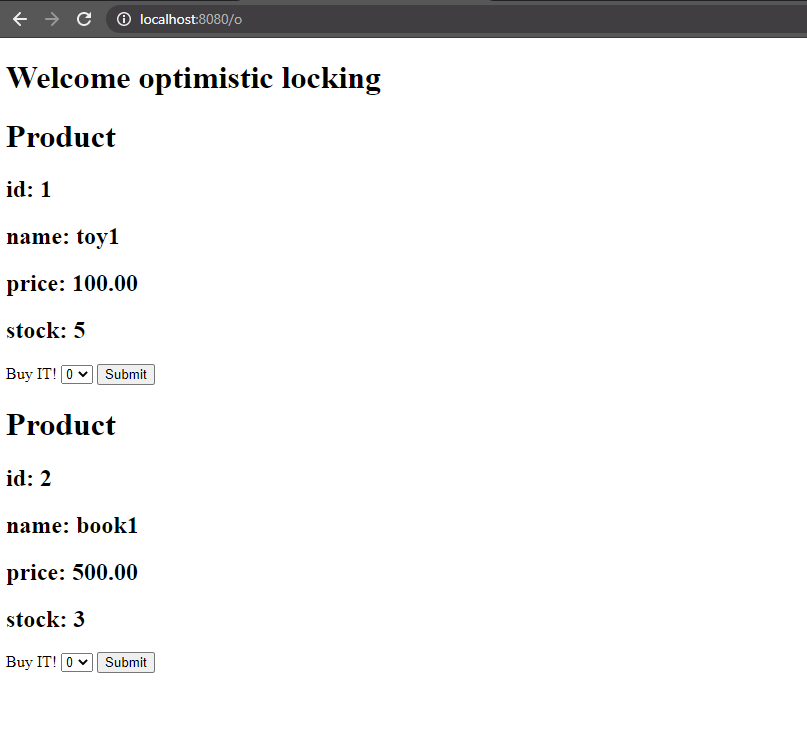 localhost:8080/o
Welcome optimistic locking
Product
id: 1
name: toy1
price: 100.00
stock: 5
Buy IT! 0 Submit
Product
id: 2
name: book1
price: 500.00
stock: 3
Buy IT! 0 Submit